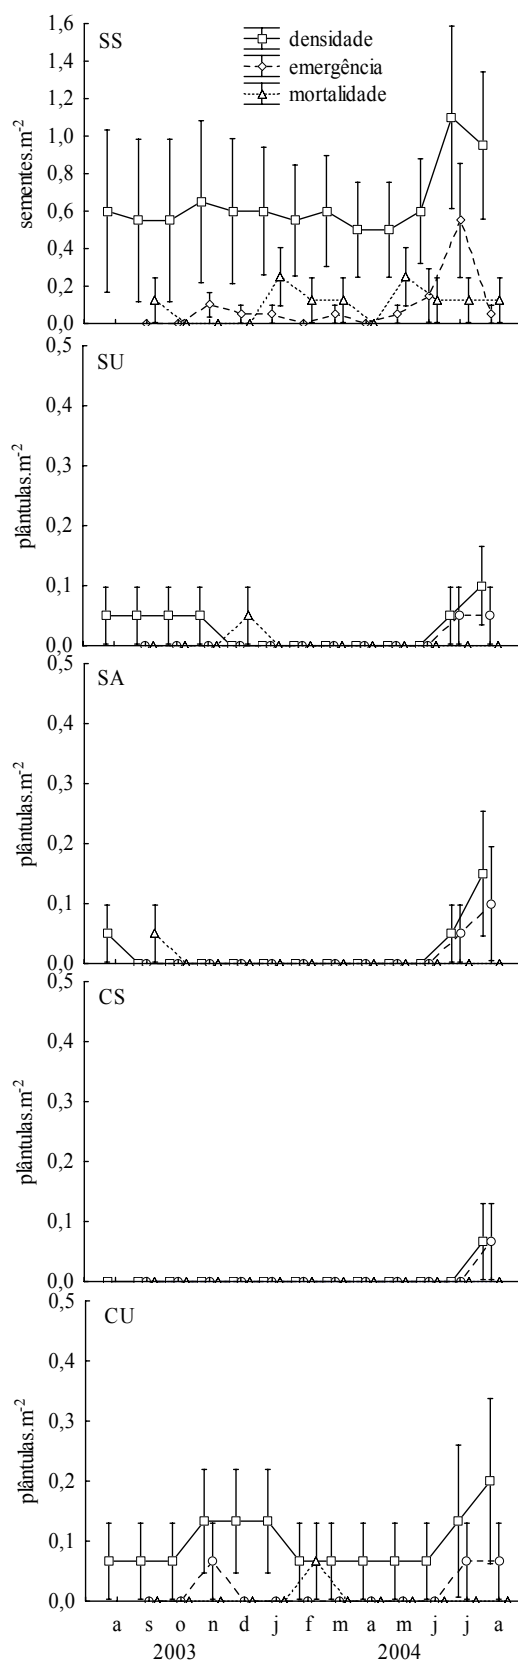 SS
densidade
emergência
mortalidade
sementes.m-2
1,6
1,4
1,2
1,0
0,8
0,6
0,4
0,2
0,0
SU
plântulas.m-2
0,5
0,4
0,3
0,2
0,1
0,0
SA
plântulas.m-2
0,5
0,4
0,3
0,2
0,1
0,0
CS
plântulas.m-2
0,5
0,4
0,3
0,2
0,1
0,0
CU
plântulas.m-2
0,5
0,4
0,3
0,2
0,1
0,0
a s o n d j f m a m j j a
2003 2004